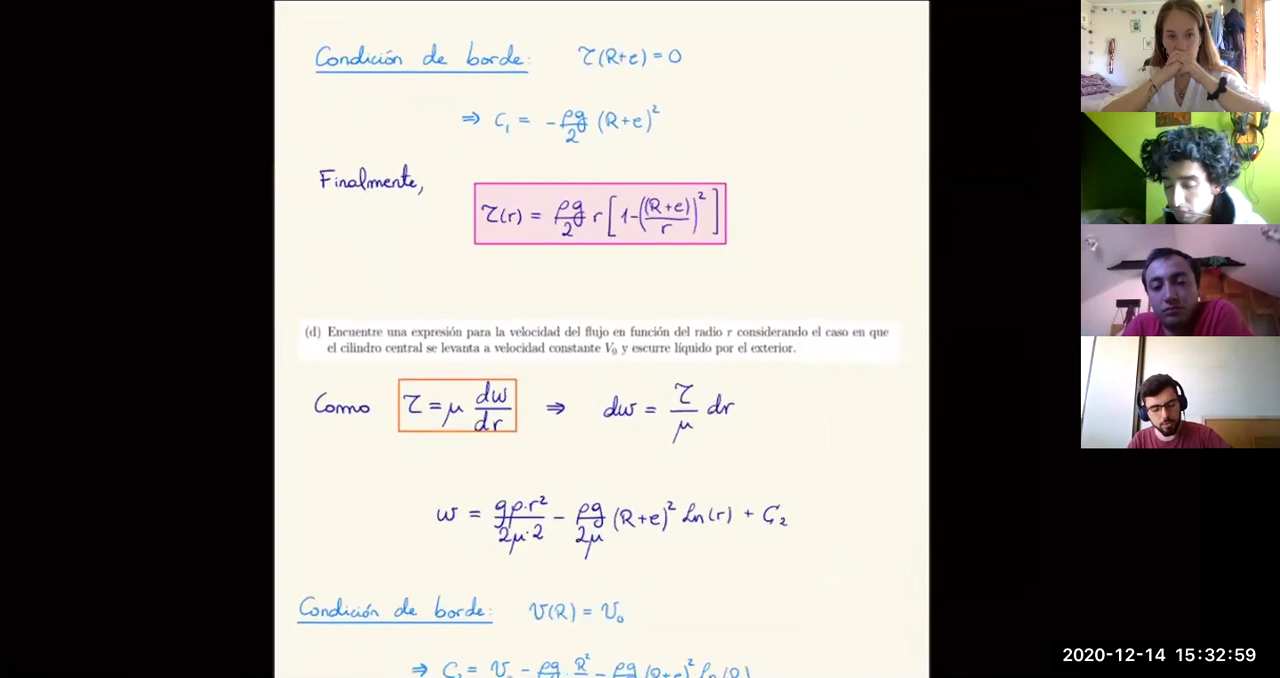 Condición de borde: τ(R+e) = 0
⇒ C₁ = -ρg/2 (R+e)²
Finalmente,
τ(r) = ρg/2 r [1-((R+e)/r)²]
(d) Encuentre una expresión para la velocidad del flujo en función del radio r considerando el caso en que
el cilindro central se levanta a velocidad constante V₀ y escurre líquido por el exterior.
Como τ = μ dw/dr ⇒ dw = τ/μ dr
w = gρ·r²/2μ·2 - ρg/2μ (R+e)² Ln(r) + C₂
Condición de borde: V(R) = V₀
2020-12-14 15:32:59